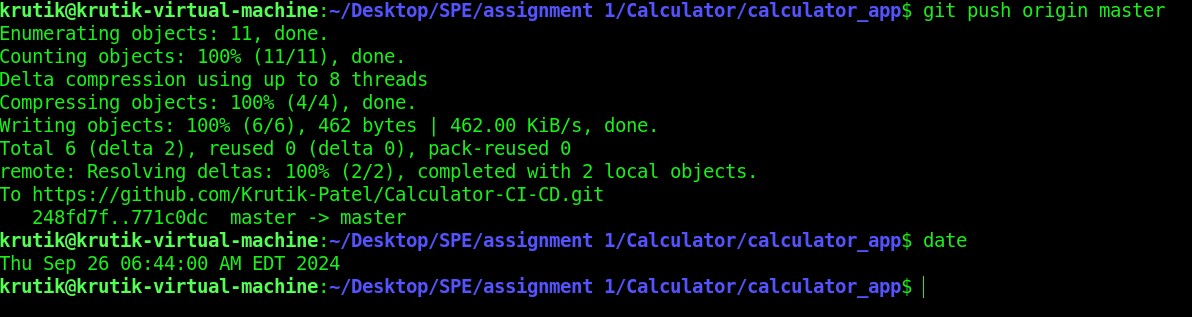 krutik@krutik-virtual-machine:~/Desktop/SPE/assignment 1/Calculator/calculator_app$ git push origin master
Enumerating objects: 11, done.
Counting objects: 100% (11/11), done.
Delta compression using up to 8 threads
Compressing objects: 100% (4/4), done.
Writing objects: 100% (6/6), 462 bytes | 462.00 KiB/s, done.
Total 6 (delta 2), reused 0 (delta 0), pack-reused 0
remote: Resolving deltas: 100% (2/2), completed with 2 local objects.
To https://github.com/Krutik-Patel/Calculator-CI-CD.git
   248fd7f..771c0dc  master -> master
krutik@krutik-virtual-machine:~/Desktop/SPE/assignment 1/Calculator/calculator_app$ date
Thu Sep 26 06:44:00 AM EDT 2024
krutik@krutik-virtual-machine:~/Desktop/SPE/assignment 1/Calculator/calculator_app$